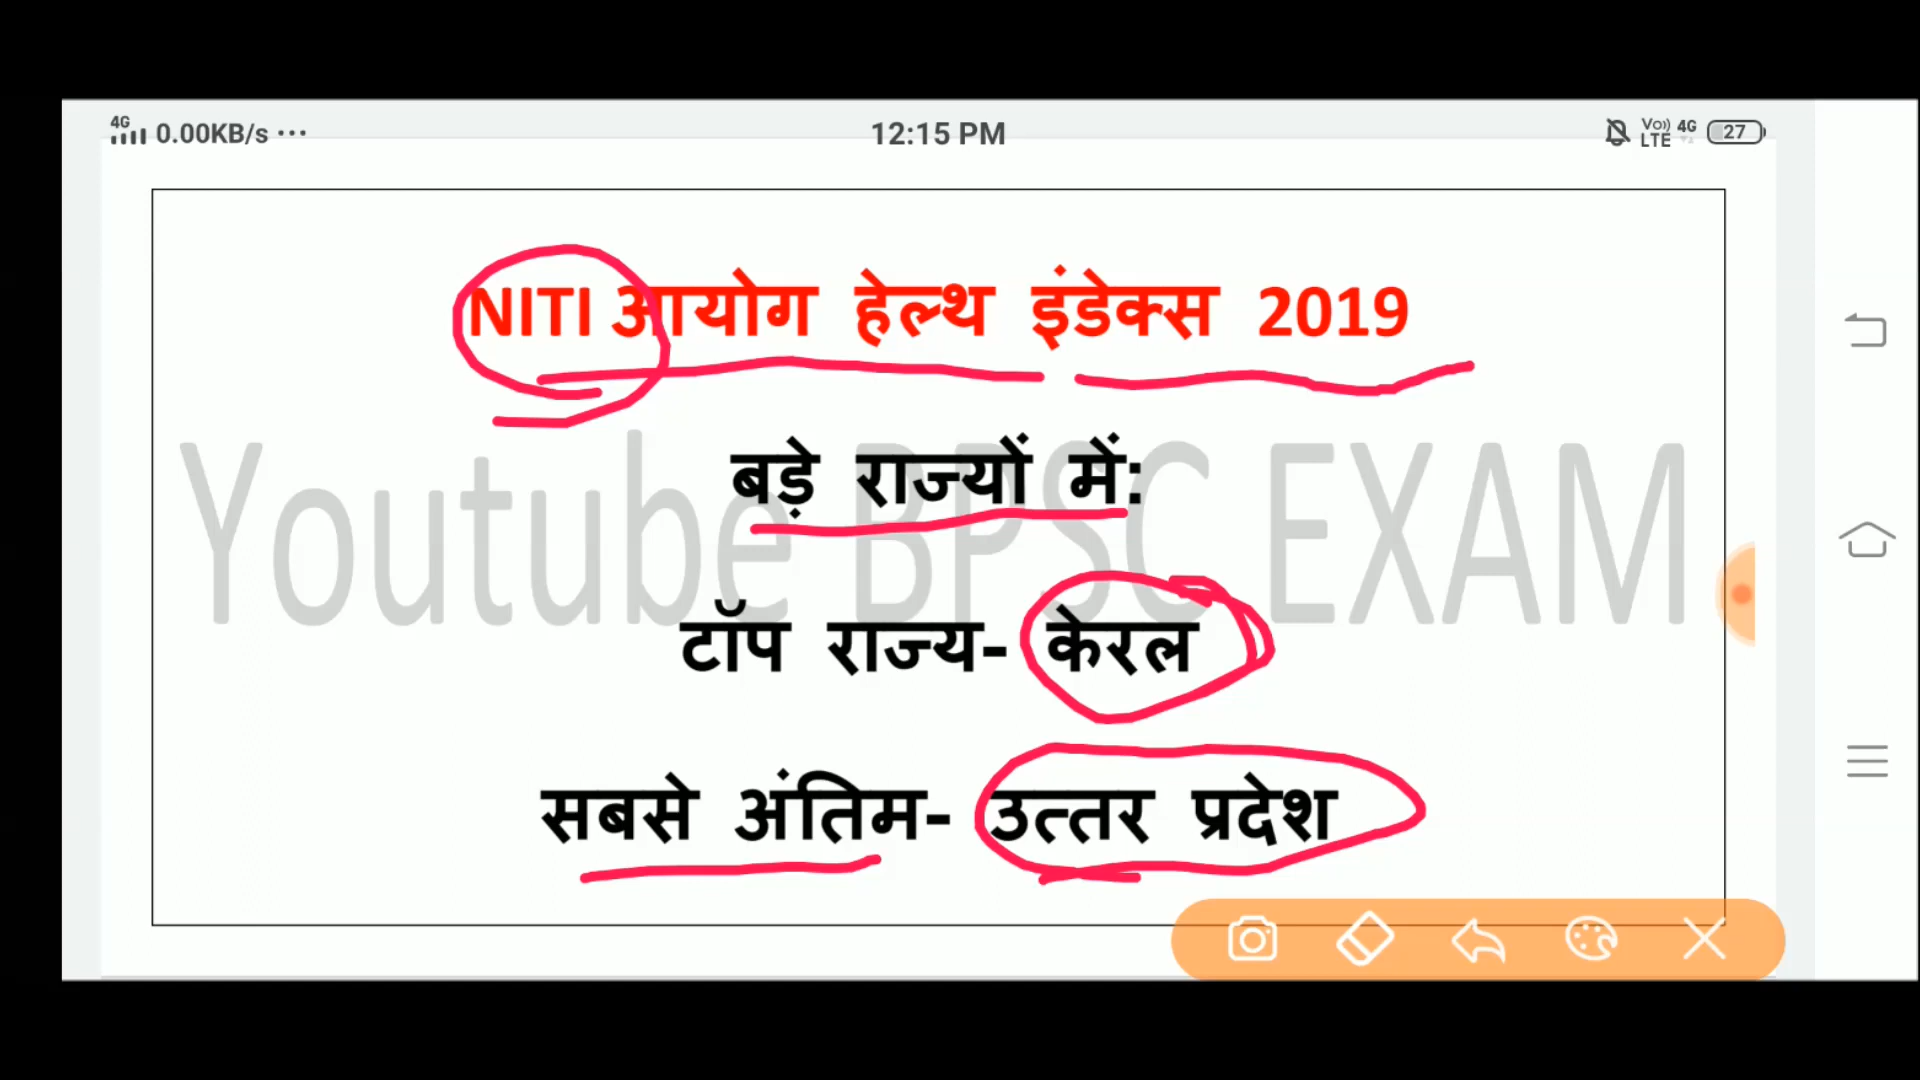 4G 0.00KB/s ... 12:15 PM Vo)) LTE 4G 27
NITI आयोग हेल्थ इंडेक्स 2019
बड़े राज्यों में:
Youtube BPSC EXAM
टॉप राज्य- केरल
सबसे अंतिम- उत्तर प्रदेश